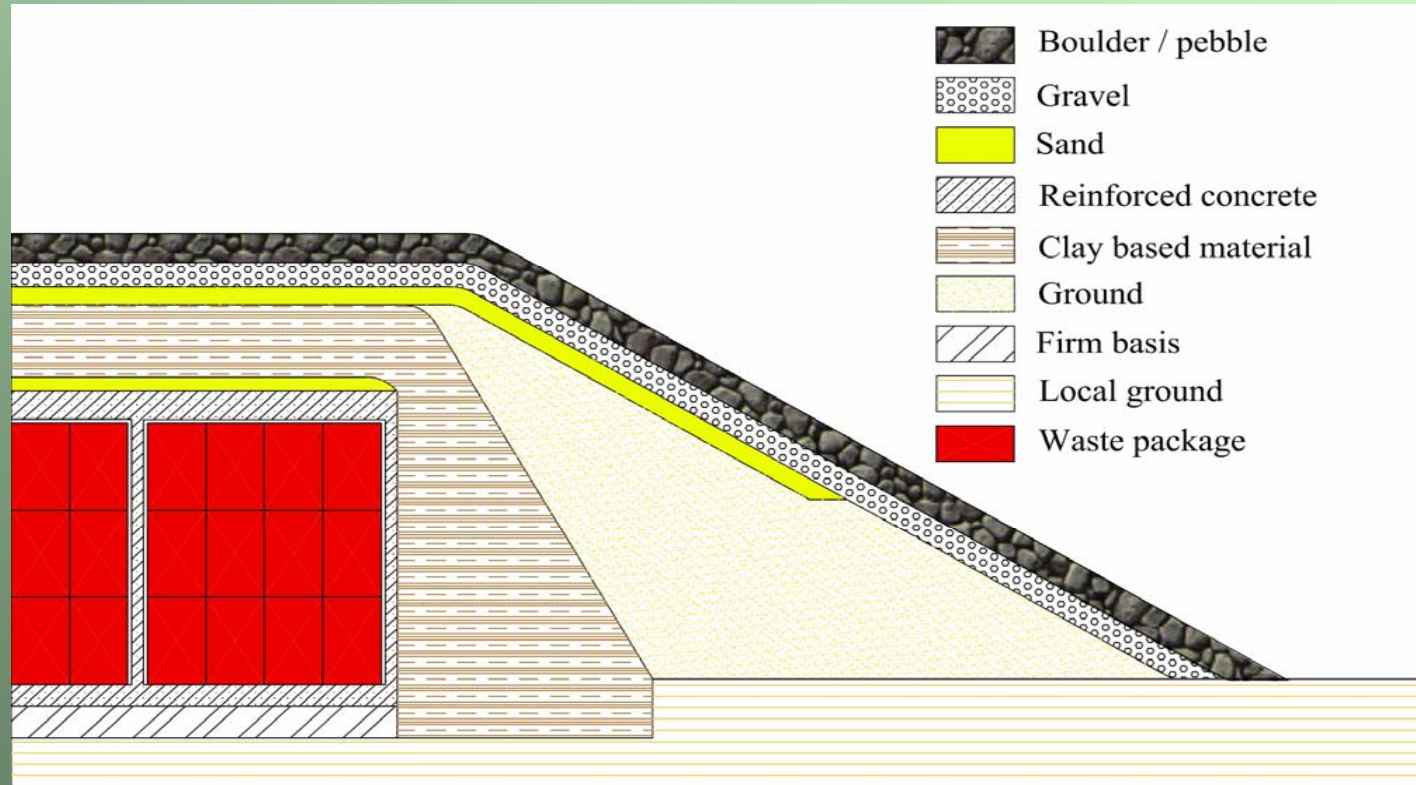 Boulder / pebble
Gravel
Sand
Reinforced concrete
Clay based material
Ground
Firm basis
Local ground
Waste package